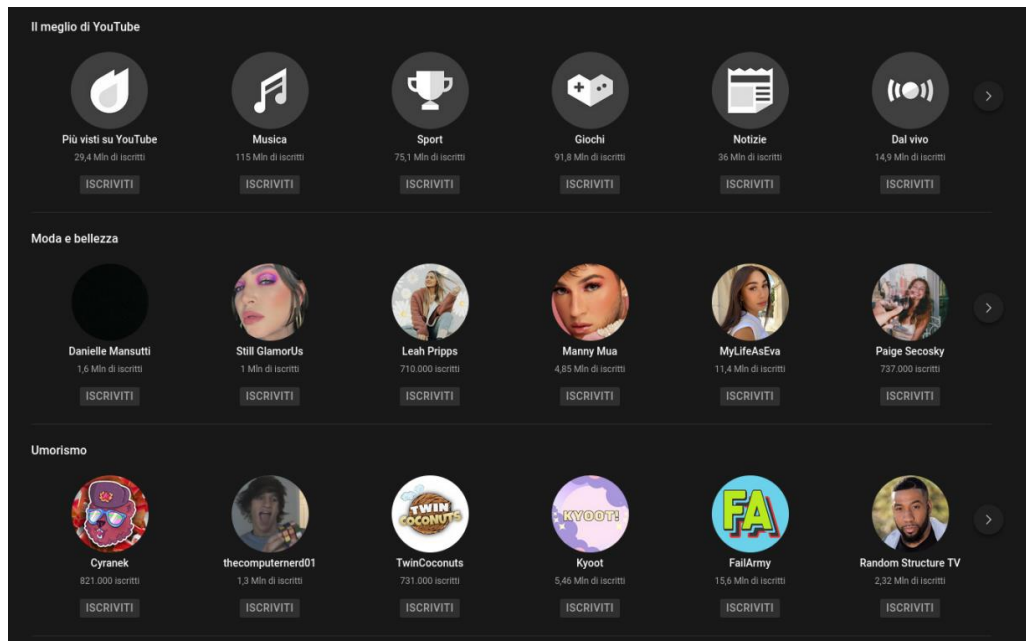 Il meglio di YouTube
Più visti su YouTube
29,4 Mln di iscritti
ISCRIVITI
Musica
115 Mln di iscritti
ISCRIVITI
Sport
75,1 Mln di iscritti
ISCRIVITI
Giochi
91,8 Mln di iscritti
ISCRIVITI
Notizie
36 Mln di iscritti
ISCRIVITI
Dal vivo
14,9 Mln di iscritti
ISCRIVITI
Moda e bellezza
Danielle Mansutti
1,6 Mln di iscritti
ISCRIVITI
Still GlamorUs
1 Mln di iscritti
ISCRIVITI
Leah Pripps
710.000 iscritti
ISCRIVITI
Manny Mua
4,85 Mln di iscritti
ISCRIVITI
MyLifeAsEva
11,4 Mln di iscritti
ISCRIVITI
Paige Secosky
737.000 iscritti
ISCRIVITI
Umorismo
Cyranek
821.000 iscritti
ISCRIVITI
thecomputernerd01
1,3 Mln di iscritti
ISCRIVITI
TWIN
COCONUTS
TwinCoconuts
731.000 iscritti
ISCRIVITI
KYOOT!
Kyoot
5,46 Mln di iscritti
ISCRIVITI
FA
FailArmy
15,6 Mln di iscritti
ISCRIVITI
Random Structure TV
2,32 Mln di iscritti
ISCRIVITI